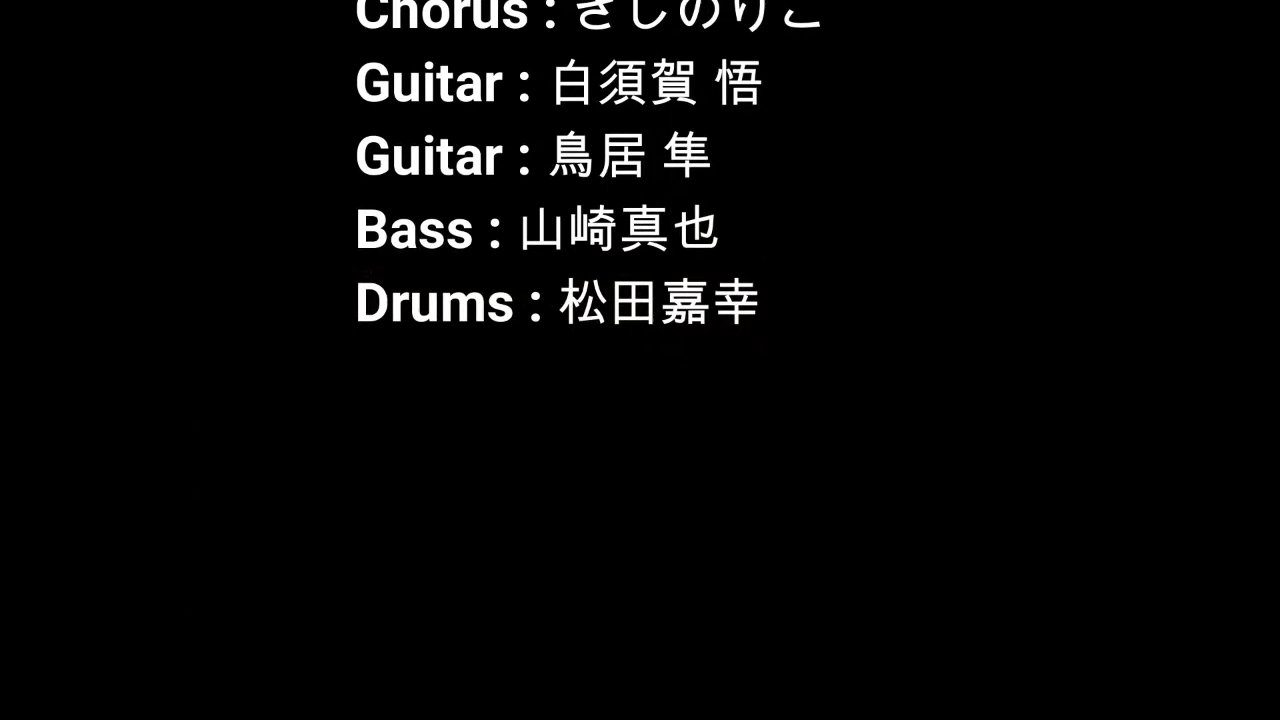 Chorus : きしのりこ
Guitar : 白須賀 悟
Guitar : 鳥居 隼
Bass : 山崎真也
Drums : 松田嘉幸